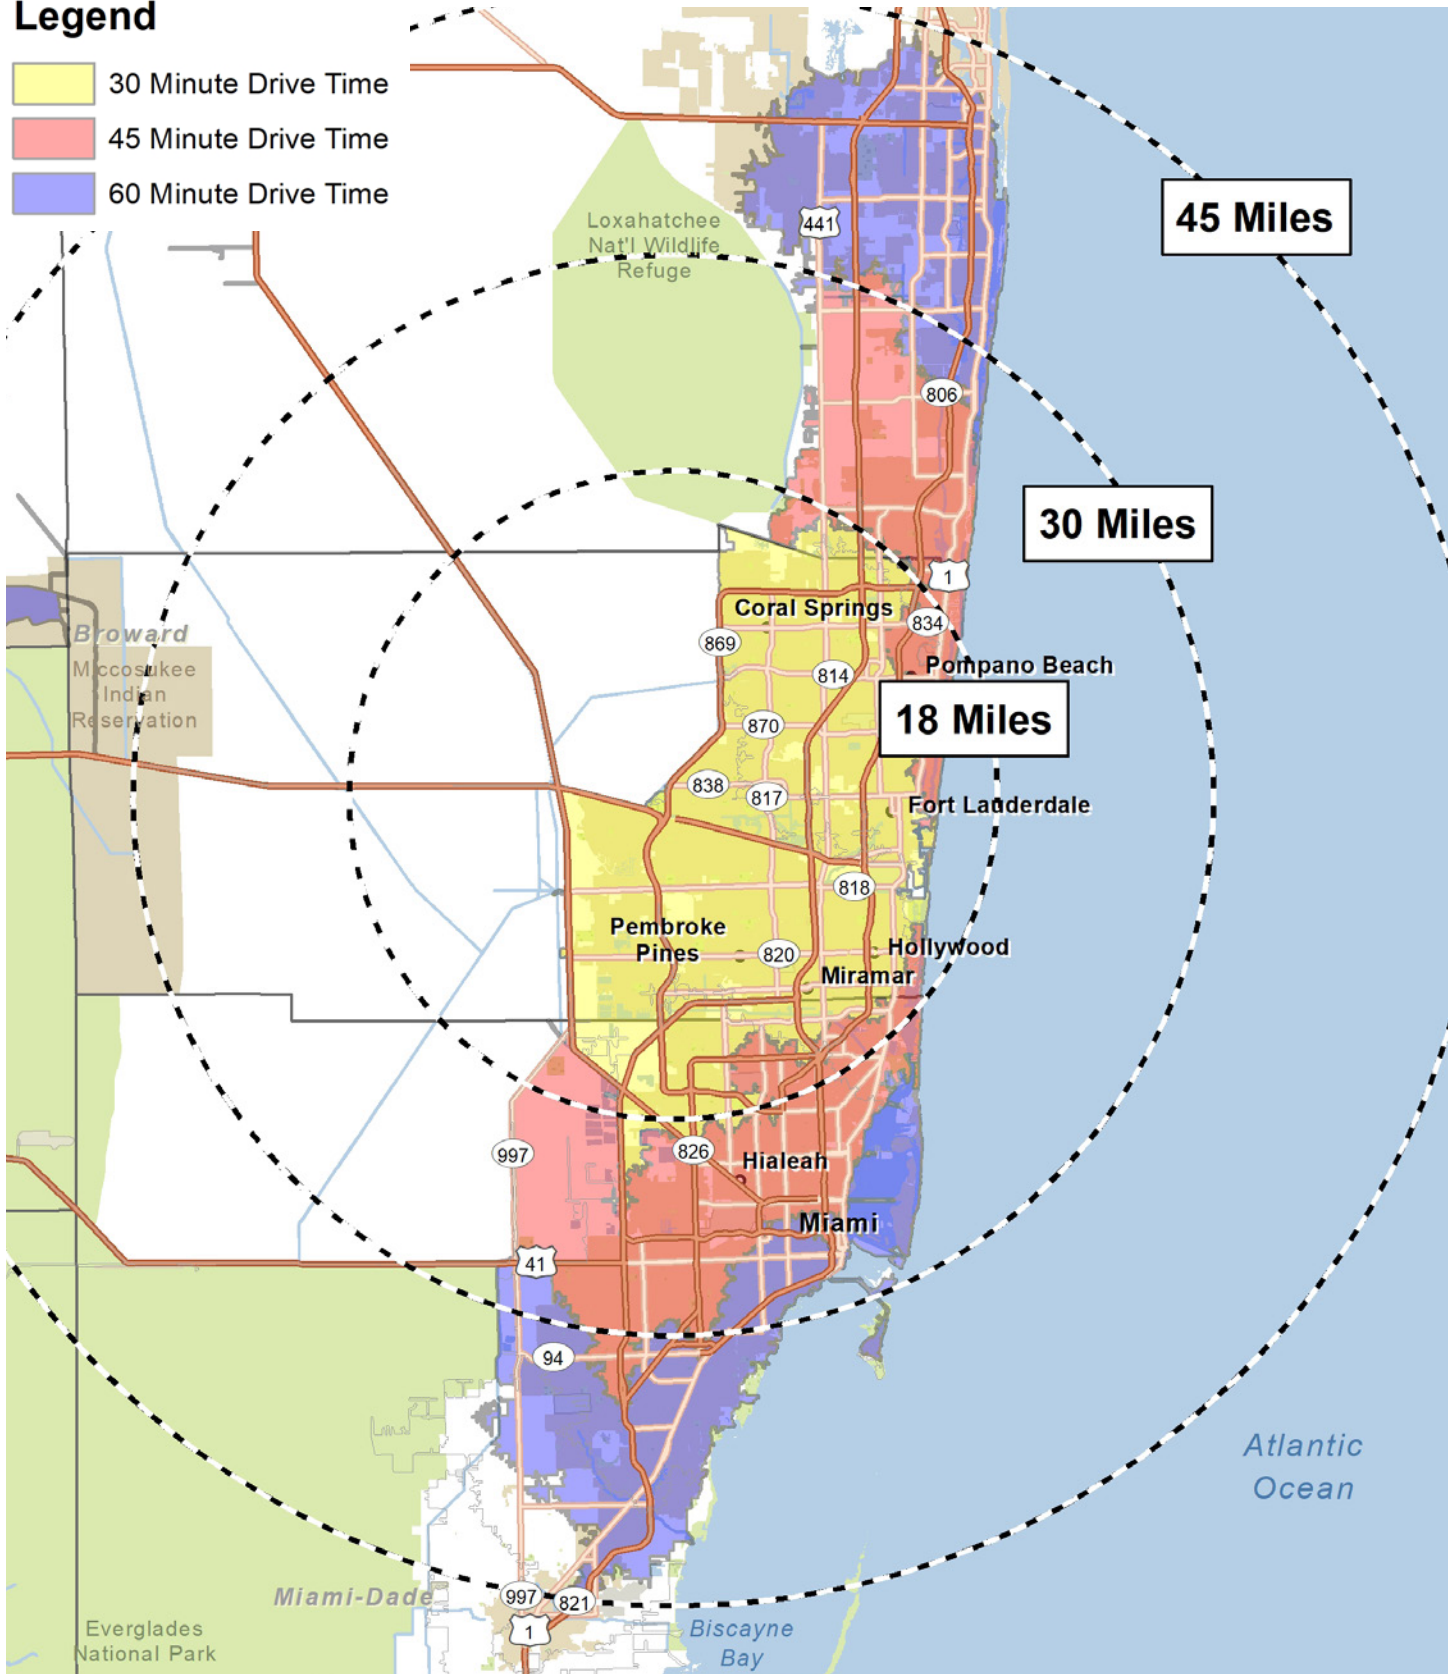 Legend
30 Minute Drive Time
45 Minute Drive Time
60 Minute Drive Time
45 Miles
441
Loxahatchee
Nat'l Wildlife
Refuge
806
30 Miles
1
Coral Springs
834
869
Broward
Miccosukee
Indian
Reservation
Pompano Beach
814
18 Miles
870
838
817
Fort Lauderdale
818
Pembroke
Pines
820
Hollywood
Miramar
997
826
Hialeah
Miami
41
94
Atlantic
Ocean
Miami-Dade
997
821
1
Everglades
National Park
Biscayne
Bay